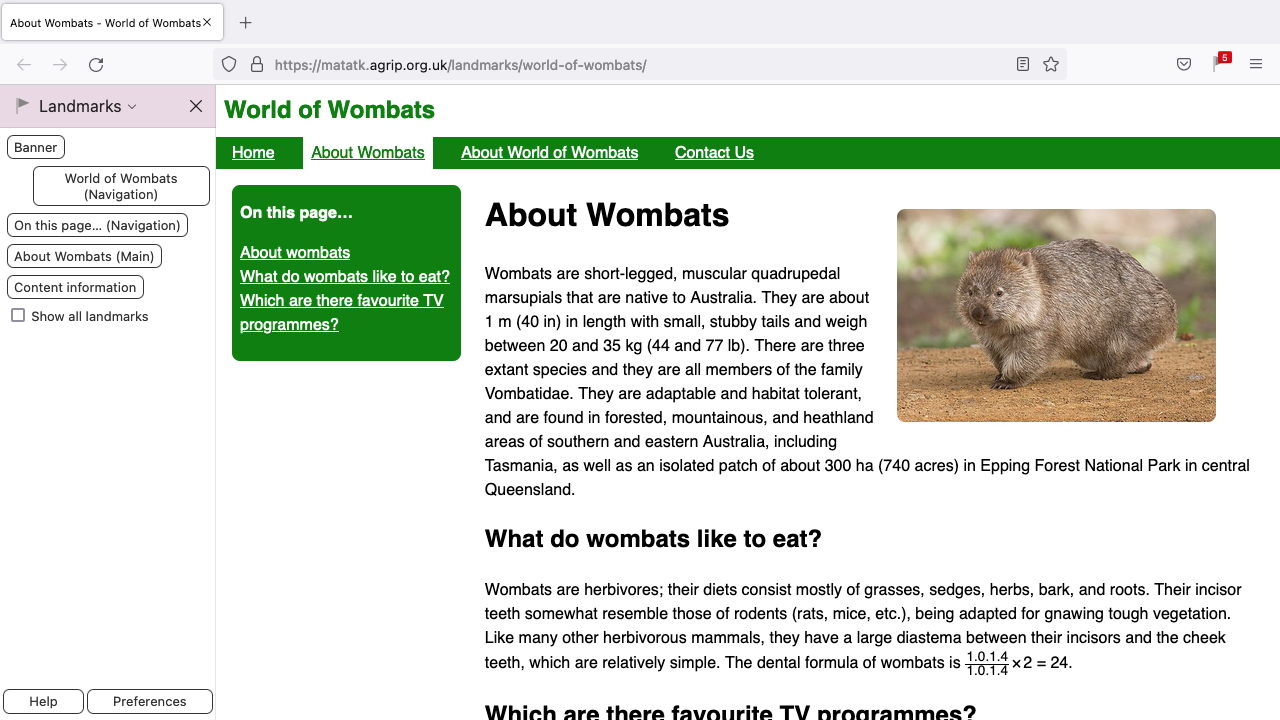 About Wombats - World of Wombats
https://matatk.agrip.org.uk/landmarks/world-of-wombats/
5
Landmarks
Banner
World of Wombats
(Navigation)
On this page… (Navigation)
About Wombats (Main)
Content information
Show all landmarks
Help
Preferences
World of Wombats
Home
About Wombats
About World of Wombats
Contact Us
On this page…
About wombats
What do wombats like to eat?
Which are there favourite TV
programmes?
About Wombats
Wombats are short-legged, muscular quadrupedal
marsupials that are native to Australia. They are about
1 m (40 in) in length with small, stubby tails and weigh
between 20 and 35 kg (44 and 77 lb). There are three
extant species and they are all members of the family
Vombatidae. They are adaptable and habitat tolerant,
and are found in forested, mountainous, and heathland
areas of southern and eastern Australia, including
Tasmania, as well as an isolated patch of about 300 ha (740 acres) in Epping Forest National Park in central
Queensland.
What do wombats like to eat?
Wombats are herbivores; their diets consist mostly of grasses, sedges, herbs, bark, and roots. Their incisor
teeth somewhat resemble those of rodents (rats, mice, etc.), being adapted for gnawing tough vegetation.
Like many other herbivorous mammals, they have a large diastema between their incisors and the cheek
teeth, which are relatively simple. The dental formula of wombats is 1.0.1.4/1.0.1.4 × 2 = 24.
Which are there favourite TV programmes?